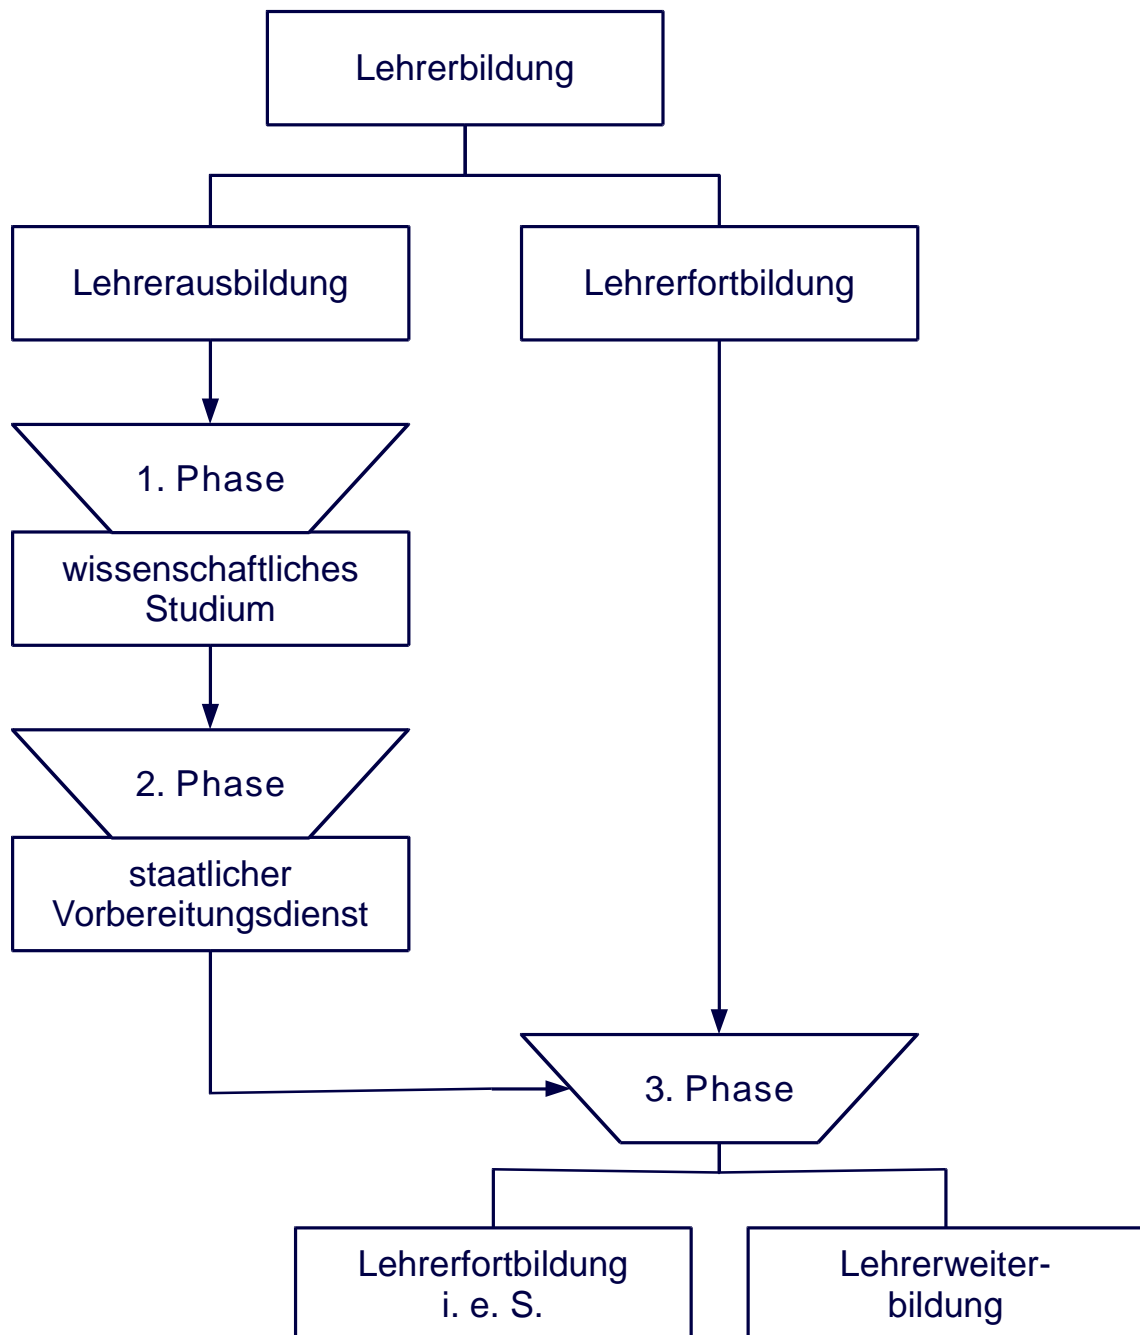 Lehrerbildung
Lehrerausbildung
Lehrerfortbildung
1. Phase
wissenschaftliches
Studium
2. Phase
staatlicher
Vorbereitungsdienst
3. Phase
Lehrerfortbildung
i. e. S.
Lehrerweiter-
bildung